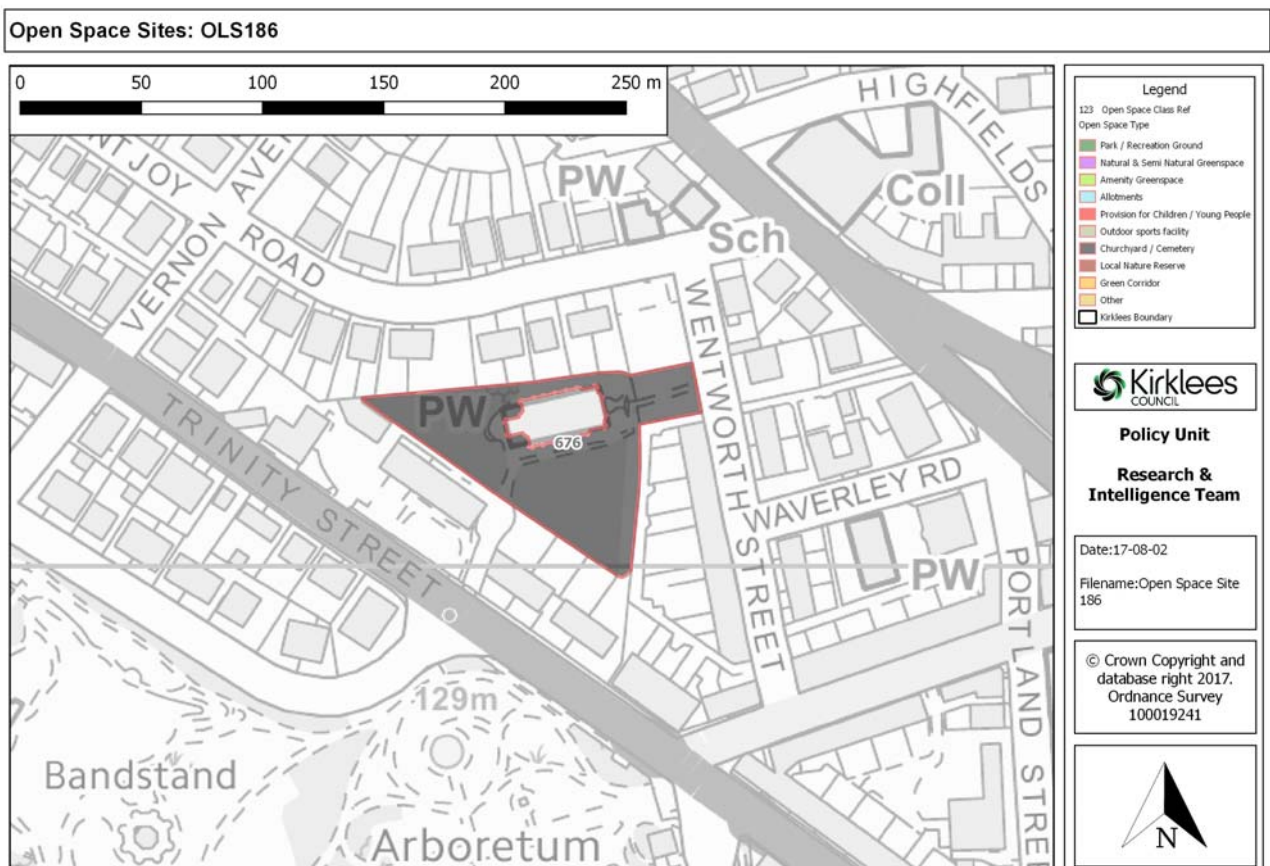 Open Space Sites: OLS186
0 50 100 150 200 250 m
HIGHFIELDS
NTJOY
ROAD
VERNON AVEN
PW
Coll
Sch
WENTWORTH STREET
TRINITY STREET
PW
676
WAVERLEY RD
PW
PORTLAND STREE
129m
Bandstand
Arboretum
Legend
123 Open Space Class Ref
Open Space Type
Park / Recreation Ground
Natural & Semi Natural Greenspace
Amenity Greenspace
Allotments
Provision for Children / Young People
Outdoor sports facility
Churchyard / Cemetery
Local Nature Reserve
Green Corridor
Other
Kirklees Boundary
Kirklees
COUNCIL
Policy Unit
Research &
Intelligence Team
Date:17-08-02
Filename:Open Space Site
186
© Crown Copyright and
database right 2017.
Ordnance Survey
100019241
N